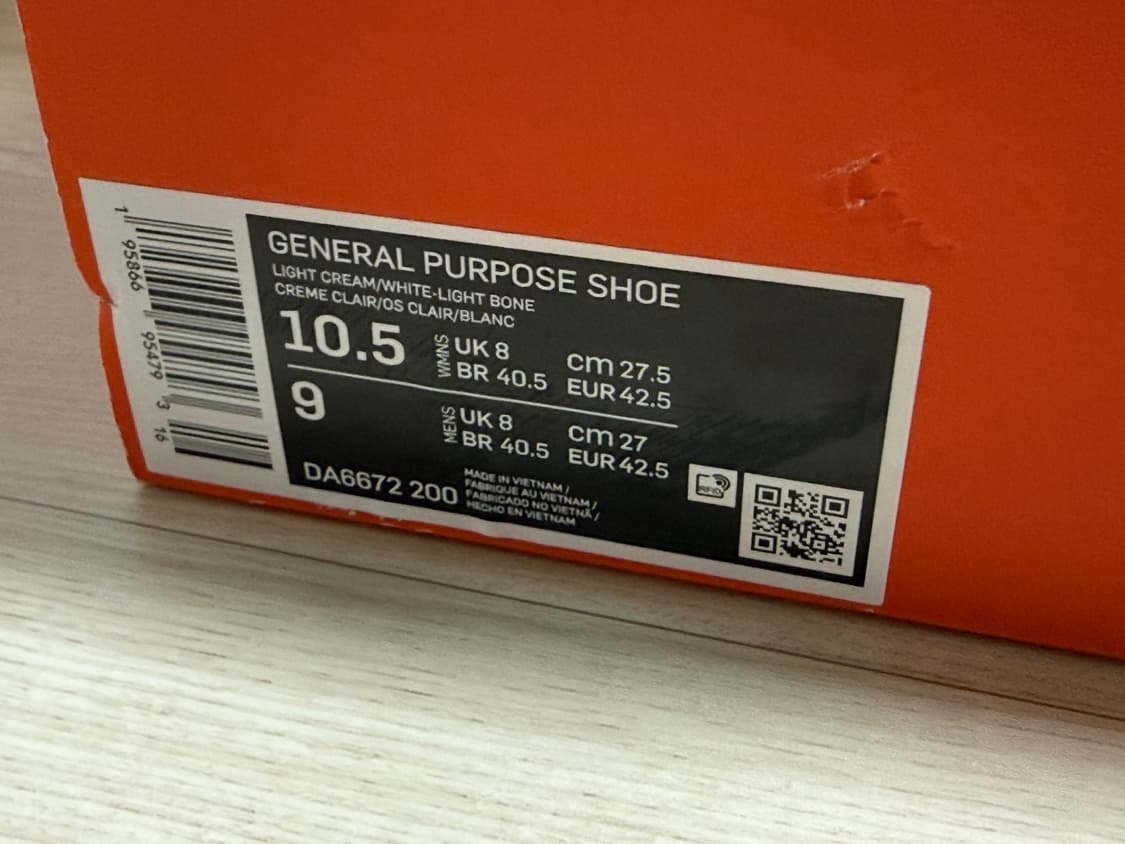 GENERAL PURPOSE SHOE
LIGHT CREAM/WHITE-LIGHT BONE
CREME CLAIR/OS CLAIR/BLANC
10.5
WMNS
UK 8
BR 40.5
cm 27.5
EUR 42.5
9
MENS
UK 8
BR 40.5
cm 27
EUR 42.5
DA6672 200
MADE IN VIETNAM /
FABRIQUE AU VIETNAM /
FABRICADO NO VIETNÃ /
HECHO EN VIETNAM
RFID
1 95866 95479 3 16